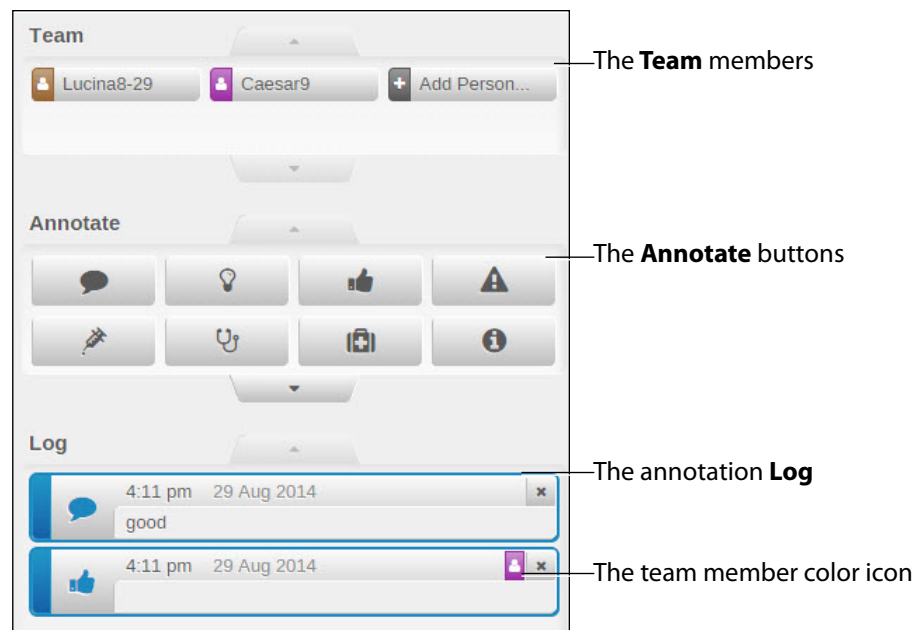 Team
The Team members
Lucina8-29
Caesar9
Add Person...
Annotate
The Annotate buttons
Log
The annotation Log
4:11 pm 29 Aug 2014
good
4:11 pm 29 Aug 2014
The team member color icon